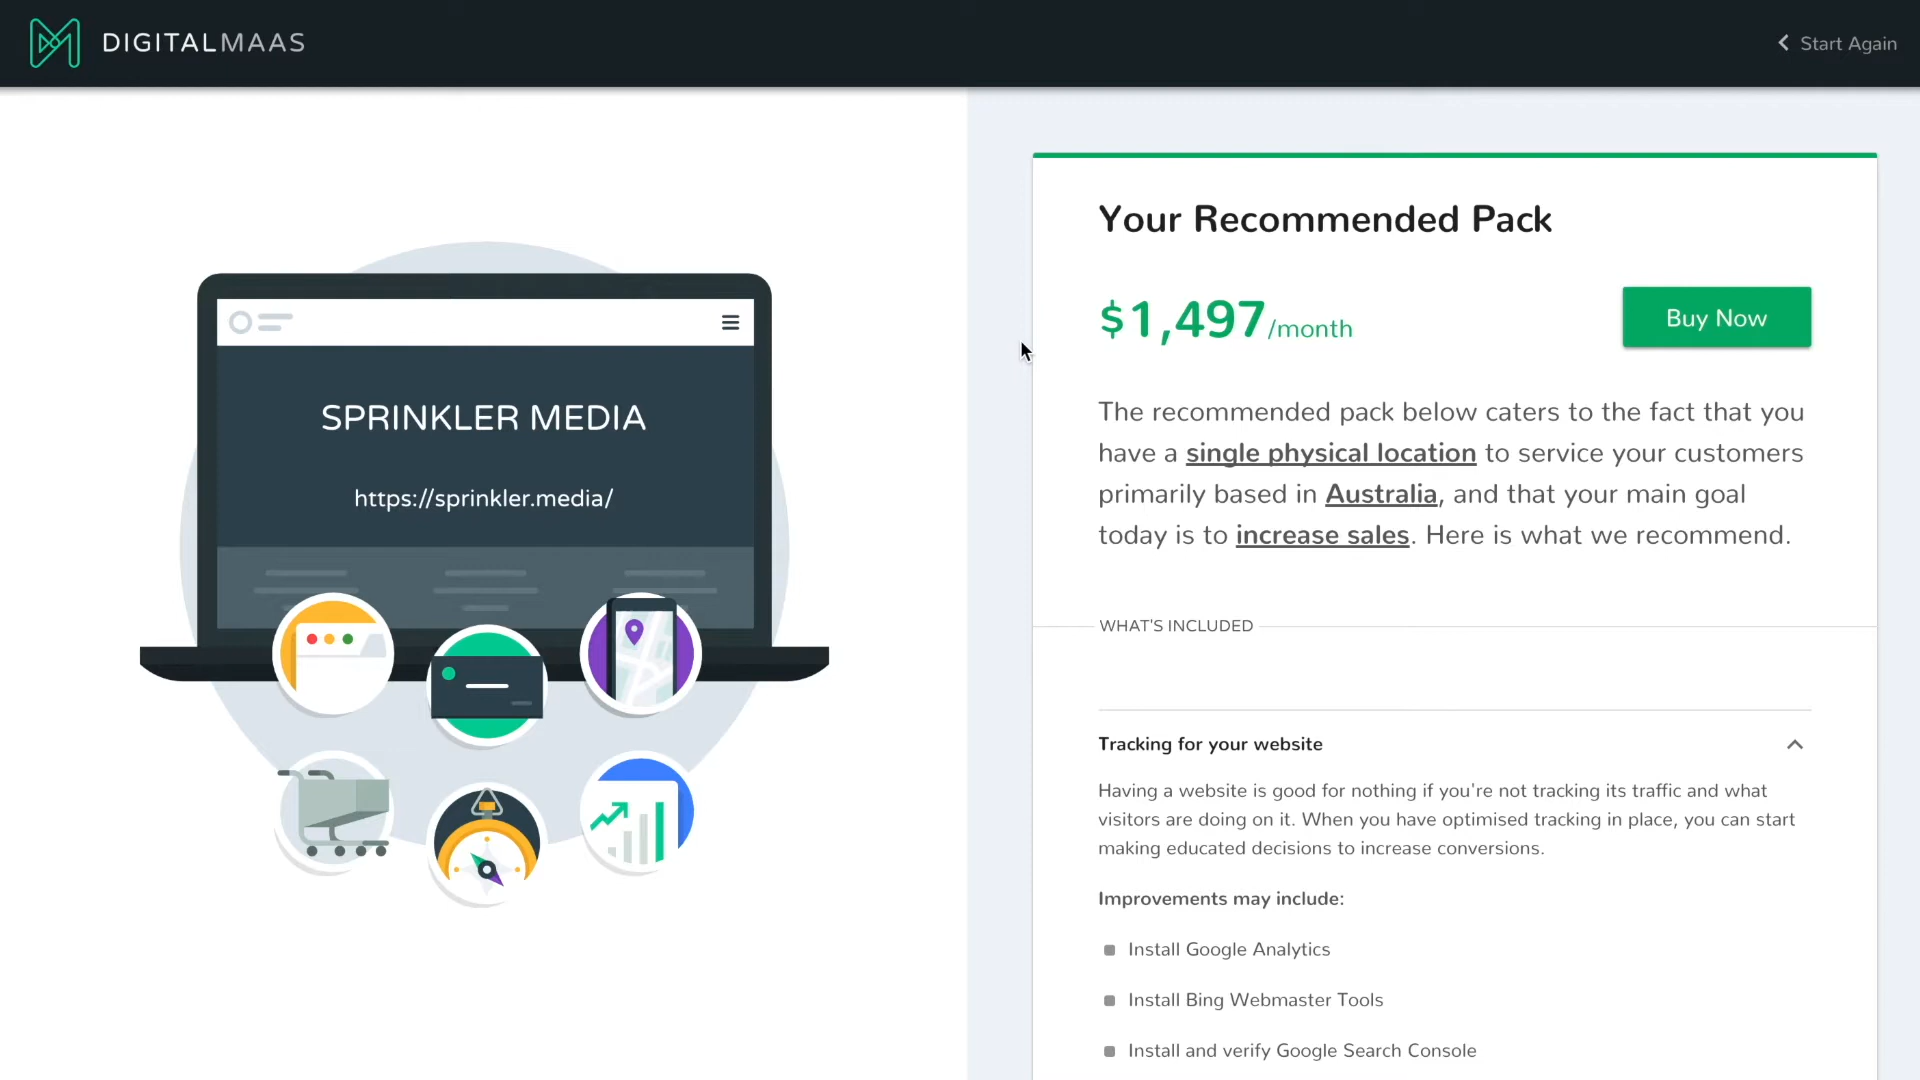 DIGITALMAAS
Start Again
SPRINKLER MEDIA
https://sprinkler.media/
Your Recommended Pack
$1,497/month
Buy Now
The recommended pack below caters to the fact that you
have a single physical location to service your customers
primarily based in Australia, and that your main goal
today is to increase sales. Here is what we recommend.
WHAT'S INCLUDED
Tracking for your website
Having a website is good for nothing if you're not tracking its traffic and what
visitors are doing on it. When you have optimised tracking in place, you can start
making educated decisions to increase conversions.
Improvements may include:
Install Google Analytics
Install Bing Webmaster Tools
Install and verify Google Search Console